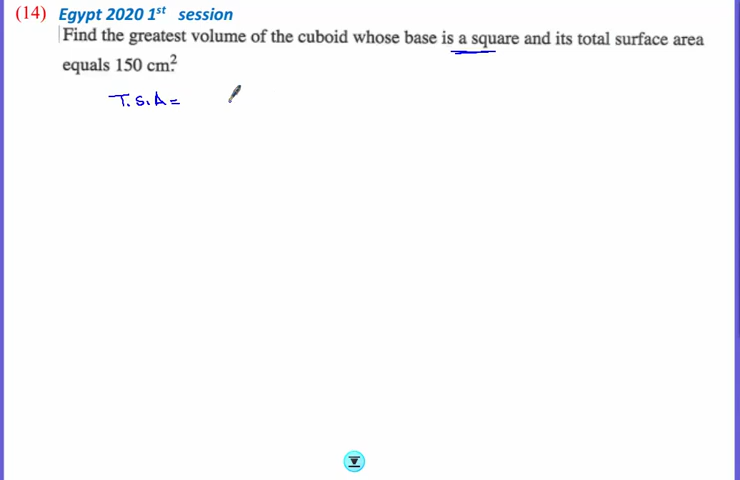 (14) Egypt 2020 1st session
Find the greatest volume of the cuboid whose base is a square and its total surface area
equals 150 cm².
T.S.A =